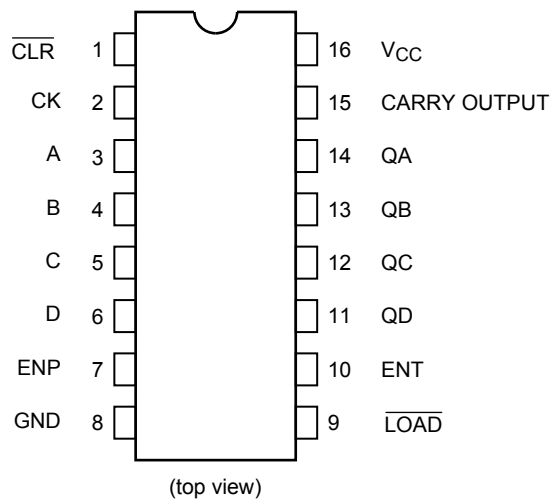 CLR 1 16 VCC
CK 2 15 CARRY OUTPUT
A 3 14 QA
B 4 13 QB
C 5 12 QC
D 6 11 QD
ENP 7 10 ENT
GND 8 9 LOAD
(top view)